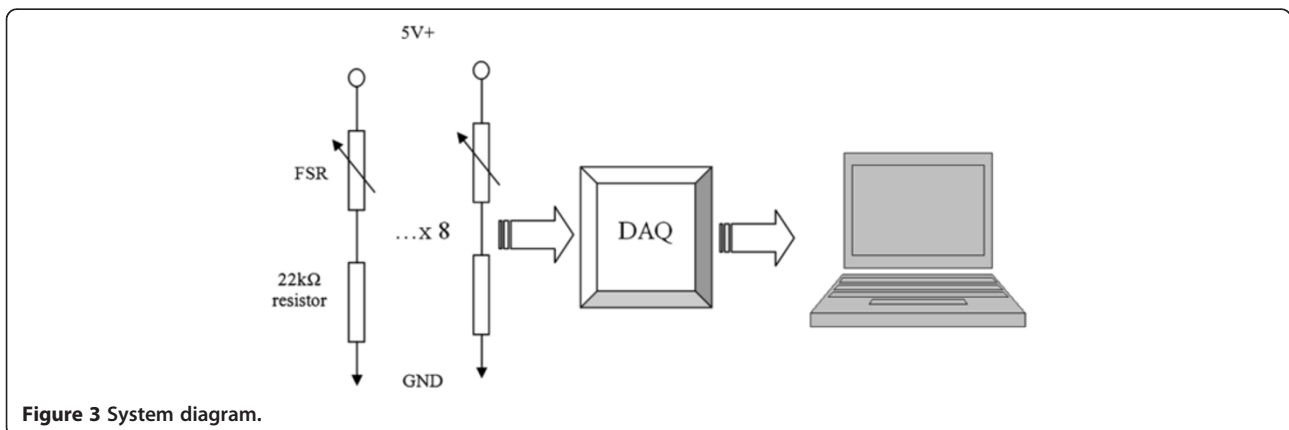 5V+
FSR
...x 8
DAQ
22kΩ
resistor
GND
Figure 3 System diagram.